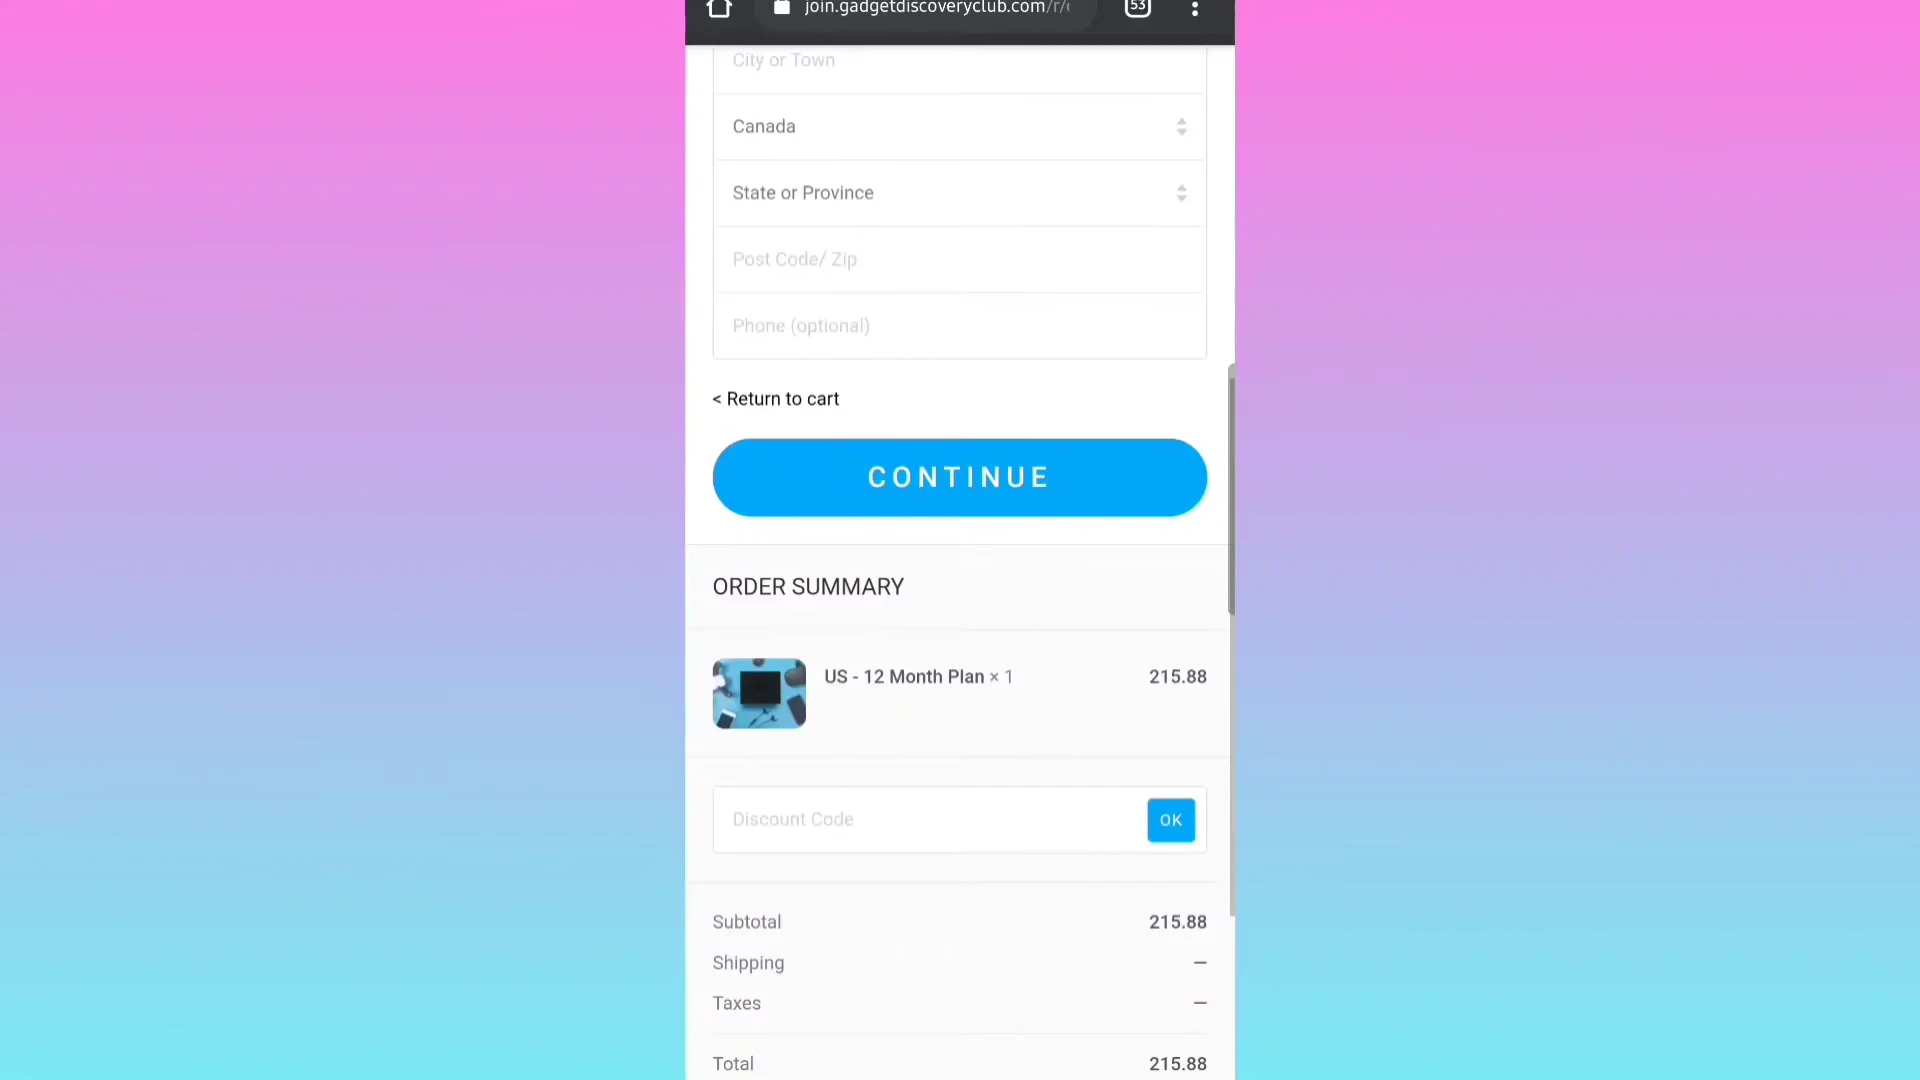 join.gadgetdiscoveryclub.com/r/
53
City or Town
Canada
State or Province
Post Code/ Zip
Phone (optional)
< Return to cart
CONTINUE
ORDER SUMMARY
US - 12 Month Plan × 1
215.88
Discount Code
OK
Subtotal
215.88
Shipping
—
Taxes
—
Total
215.88